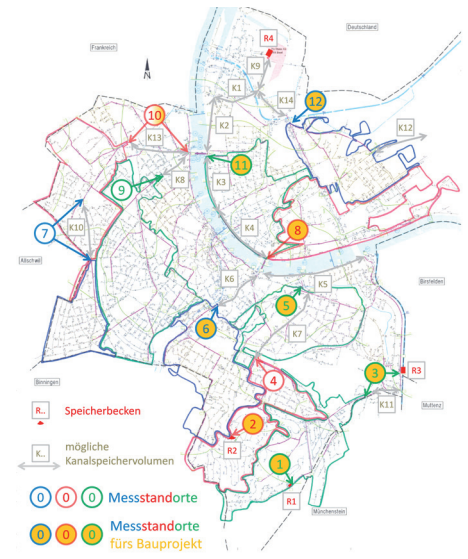 Deutschland
Frankreich
R4
K9
K1
K14
12
10
K2
K12
K13
11
K8
K3
9
7
K10
8
K4
Allschwil
K6
K5
Birsfelden
5
6
K7
R3
3
4
Binningen
K11
Muttenz
R.. Speicherbecken
2
R2
K.. mögliche
Kanalspeichervolumen
1
R1
0 0 0 Messstandorte
Münchenstein
0 0 0 Messstandorte
fürs Bauprojekt